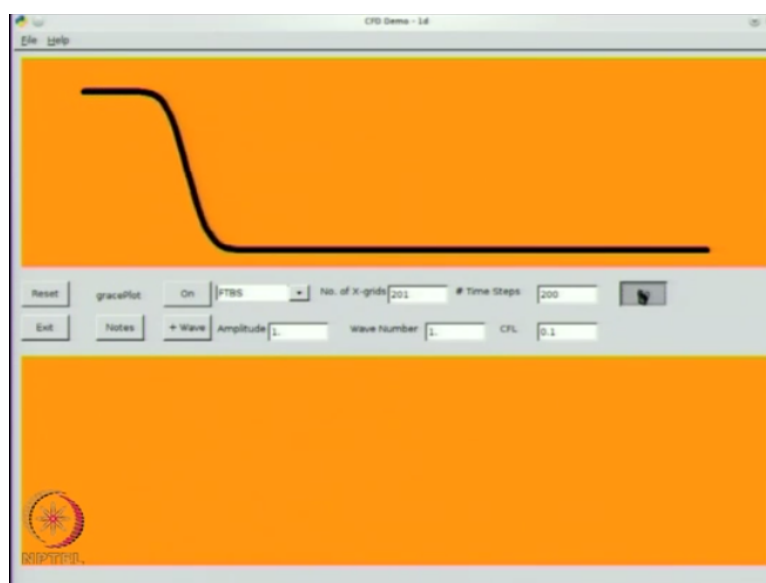 CFD Demo - 1d
File Help
Reset gracePlot On FTBS No. of X-grids 201 # Time Steps 200
Exit Notes + Wave Amplitude 1. Wave Number 1. CFL 0.1
NPTEL